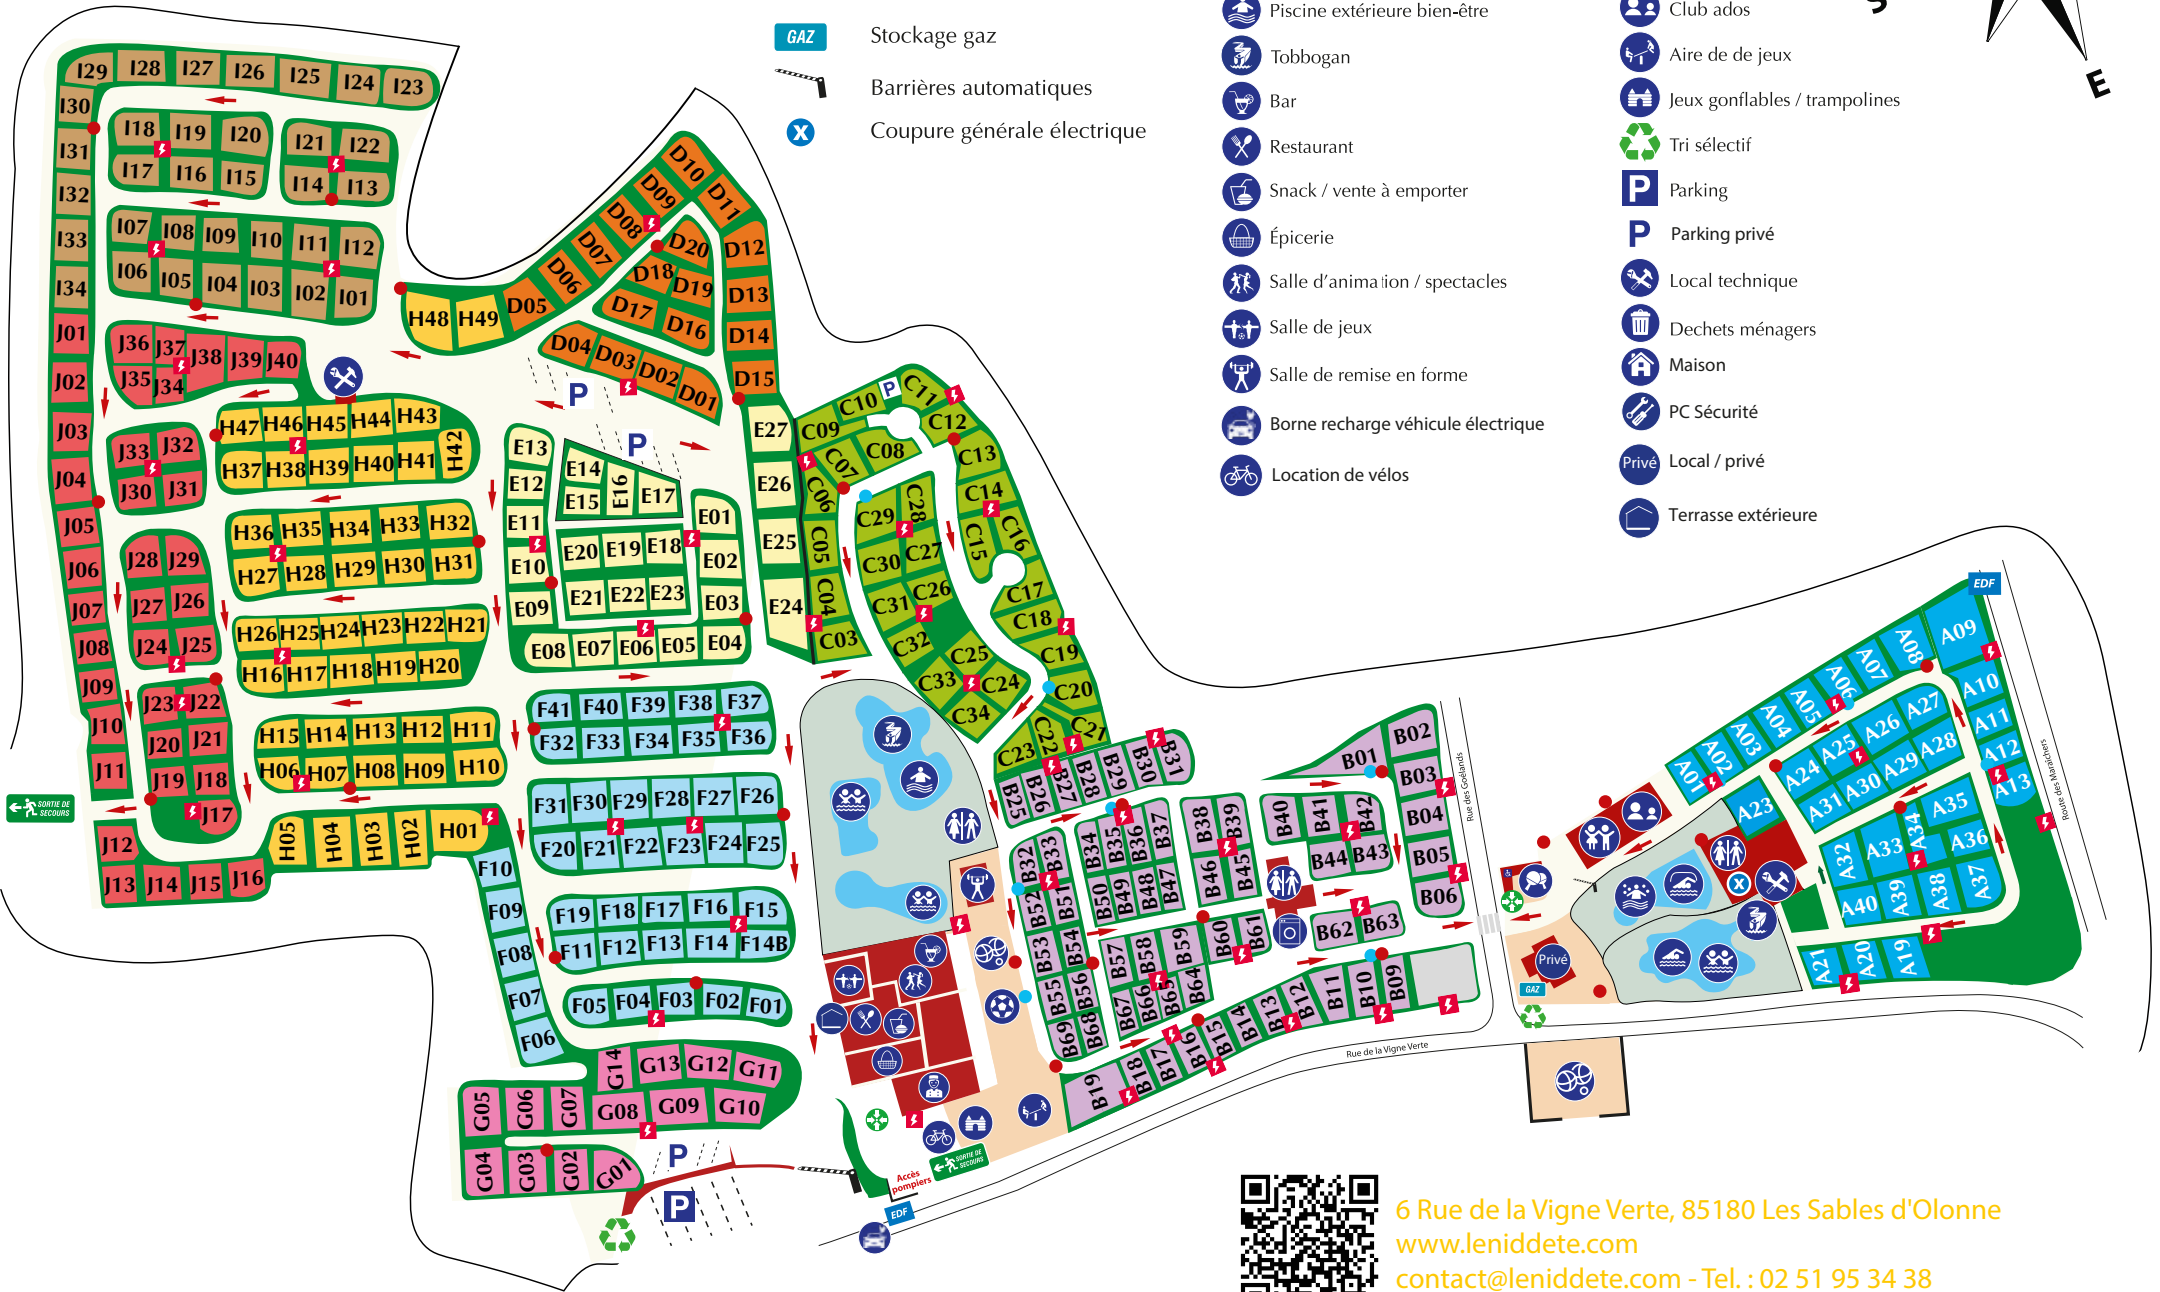 GAZ Stockage gaz
Barrières automatiques
X Coupure générale électrique
Piscine extérieure bien-être
Tobbogan
Bar
Restaurant
Snack / vente à emporter
Épicerie
Salle d'animation / spectacles
Salle de jeux
Salle de remise en forme
Borne recharge véhicule électrique
Location de vélos
Club ados
Aire de de jeux
Jeux gonflables / trampolines
Tri sélectif
P Parking
P Parking privé
Local technique
Dechets ménagers
Maison
PC Sécurité
Privé Local / privé
Terrasse extérieure
S
E
I29 I28 I27 I26 I25 I24 I23
I30
I31
I32
I33
I34
I18 I19 I20
I17 I16 I15
I21 I22
I14 I13
I07 I08 I09 I10 I11 I12
I06 I05 I04 I03 I02 I01
J01
J02
J03
J04
J05
J06
J07
J08
J09
J10
J11
J12
J13 J14 J15 J16
J36 J37 J38 J39 J40
J35 J34
J33 J32
J30 J31
J28 J29
J27 J26
J24 J25
J23 J22
J20 J21
J19 J18
J17
SORTIE DE SECOURS
H48 H49
H47 H46 H45 H44 H43
H42
H37 H38 H39 H40 H41
H36 H35 H34 H33 H32
H27 H28 H29 H30 H31
H26 H25 H24 H23 H22 H21
H16 H17 H18 H19 H20
H15 H14 H13 H12 H11
H06 H07 H08 H09 H10
H05 H04 H03 H02 H01
D10
D09 D11
D08
D07
D06
D05
D12
D13
D14
D15
D20
D18 D19
D17 D16
D04 D03 D02 D01
P
P
E27
E26
E25
E24
E13
E12
E11
E10
E09
E14
E15 E16 E17
E01
E02
E03
E04
E20 E19 E18
E21 E22 E23
E08 E07 E06 E05
C11
P
C10
C09
C12
C08
C07
C06
C05
C04
C03
C13
C14
C16
C15
C17
C18
C19
C20
C21
C22
C23
C28
C29
C27
C30
C26
C31
C32
C25
C33 C24
C34
F41 F40 F39 F38 F37
F32 F33 F34 F35 F36
F31 F30 F29 F28 F27 F26
F20 F21 F22 F23 F24 F25
F10
F09
F08
F07
F06
F19 F18 F17 F16 F15
F11 F12 F13 F14 F14B
F05 F04 F03 F02 F01
G14 G13 G12 G11
G05 G06 G07 G08 G09 G10
G04 G03 G02 G01
P
P
B25 B26 B27 B28 B29 B30 B31
B32 B33
B34 B35 B36 B37
B38 B39
B40 B41 B42
B44 B43
B46 B45
B50 B49 B48 B47
B52 B51
B53 B54
B55 B56
B69 B68
B57 B58 B59
B60 B61
B62 B63
B67 B66 B65 B64
B01
B02
B03
B04
B05
B06
B19 B18 B17 B16 B15 B14 B13 B12 B11 B10 B09
Rue des Goélands
Rue de la Vigne Verte
Route des Maraîchers
Accès pompiers
SORTIE DE SECOURS
EDF
EDF
GAZ
Privé
X
A01 A02 A03 A04 A05 A06 A07 A08
A09
A10
A11
A12
A13
A23
A24 A25 A26 A27
A31 A30 A29 A28
A32 A33 A34 A35
A36
A37
A40 A39 A38
A21 A20 A19
6 Rue de la Vigne Verte, 85180 Les Sables d'Olonne
www.leniddete.com
contact@leniddete.com - Tel. : 02 51 95 34 38